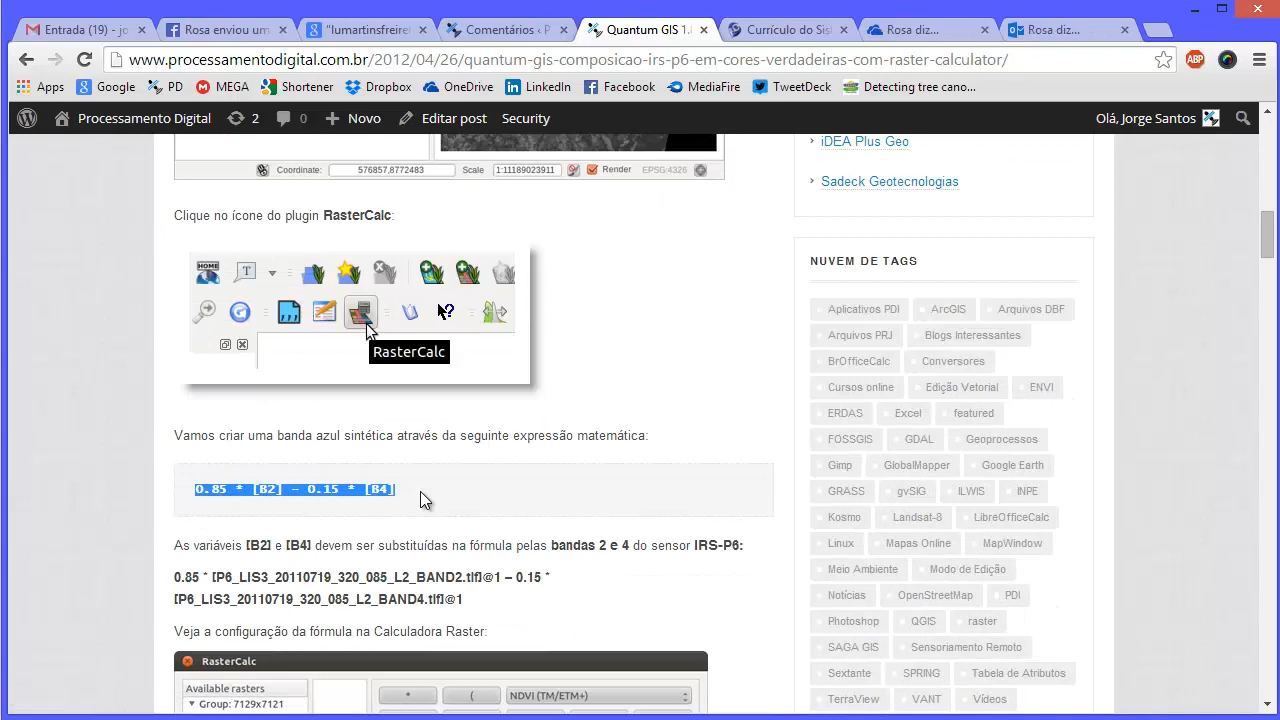 Entrada (19) - jo
Rosa enviou um
"lumartinsfreire
Comentários ‹ P
Quantum GIS 1.
Currículo do Sis
Rosa diz...
Rosa diz...
www.processamentodigital.com.br/2012/04/26/quantum-gis-composicao-irs-p6-em-cores-verdadeiras-com-raster-calculator/
ABP
Apps
Google
PD
MEGA
Shortener
Dropbox
OneDrive
LinkedIn
Facebook
MediaFire
TweetDeck
Detecting tree cano...
Processamento Digital
2
0
Novo
Editar post
Security
Olá, Jorge Santos
Coordinate:
576857,8772483
Scale
1:11189023911
Render
EPSG:4326
Clique no ícone do plugin RasterCalc:
HOME
T
RasterCalc
Vamos criar uma banda azul sintética através da seguinte expressão matemática:
0.85 * [B2] – 0.15 * [B4]
As variáveis [B2] e [B4] devem ser substituídas na fórmula pelas bandas 2 e 4 do sensor IRS-P6:
0.85 * [P6_LIS3_20110719_320_085_L2_BAND2.tif]@1 – 0.15 *
[P6_LIS3_20110719_320_085_L2_BAND4.tif]@1
Veja a configuração da fórmula na Calculadora Raster:
RasterCalc
Available rasters
Group: 7129x7121
*
(
NDVI (TM/ETM+)
iDEA Plus Geo
Sadeck Geotecnologias
NUVEM DE TAGS
Aplicativos PDI
ArcGIS
Arquivos DBF
Arquivos PRJ
Blogs Interessantes
BrOfficeCalc
Conversores
Cursos online
Edição Vetorial
ENVI
ERDAS
Excel
featured
FOSSGIS
GDAL
Geoprocessos
Gimp
GlobalMapper
Google Earth
GRASS
gvSIG
ILWIS
INPE
Kosmo
Landsat-8
LibreOfficeCalc
Linux
Mapas Online
MapWindow
Meio Ambiente
Modo de Edição
Notícias
OpenStreetMap
PDI
Photoshop
QGIS
raster
SAGA GIS
Sensoriamento Remoto
Sextante
SPRING
Tabela de Atributos
TerraView
VANT
Vídeos